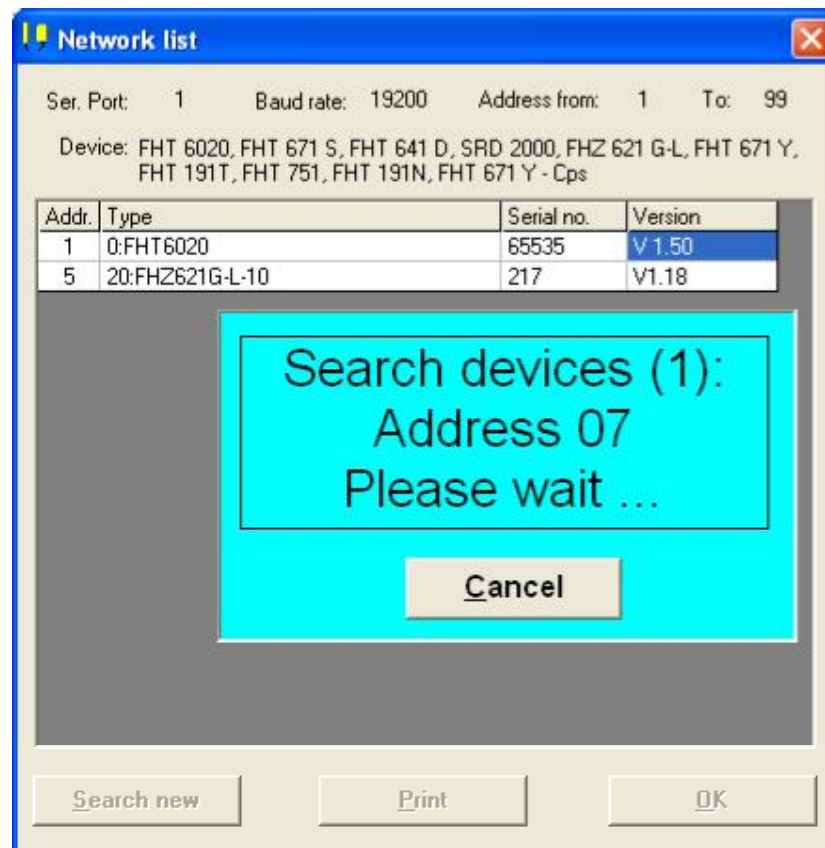 Network list
Ser. Port: 1 Baud rate: 19200 Address from: 1 To: 99
Device: FHT 6020, FHT 671 S, FHT 641 D, SRD 2000, FHZ 621 G-L, FHT 671 Y,
FHT 191T, FHT 751, FHT 191N, FHT 671 Y - Cps
Addr. Type Serial no. Version
1 0:FHT6020 65535 V 1.50
5 20:FHZ621G-L-10 217 V1.18
Search devices (1):
Address 07
Please wait ...
Cancel
Search new Print OK